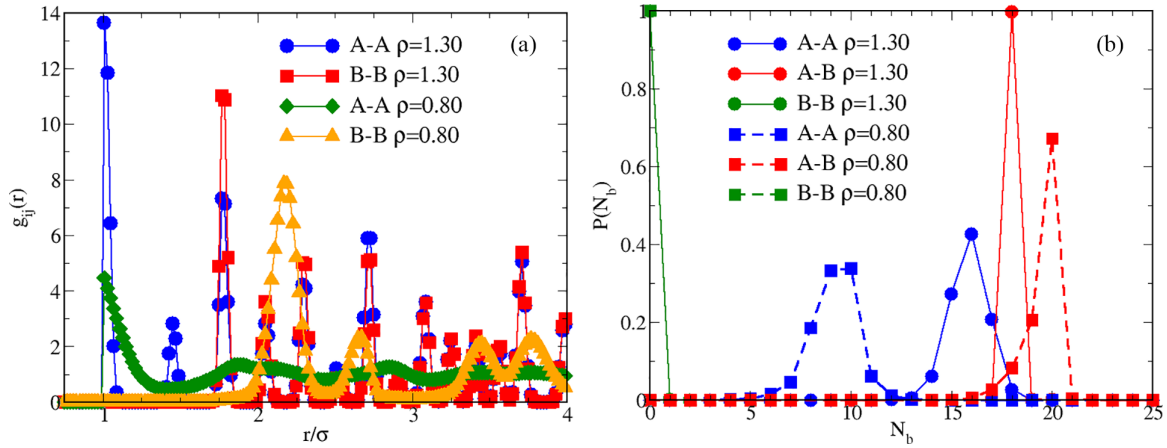 14
12
10
8
6
4
2
0
g_ij(r)
A-A ρ=1.30
B-B ρ=1.30
A-A ρ=0.80
B-B ρ=0.80
(a)
1 2 3 4
r/σ
1
0.8
0.6
0.4
0.2
0
P(N_b)
A-A ρ=1.30
A-B ρ=1.30
B-B ρ=1.30
A-A ρ=0.80
A-B ρ=0.80
B-B ρ=0.80
(b)
0 5 10 15 20 25
N_b